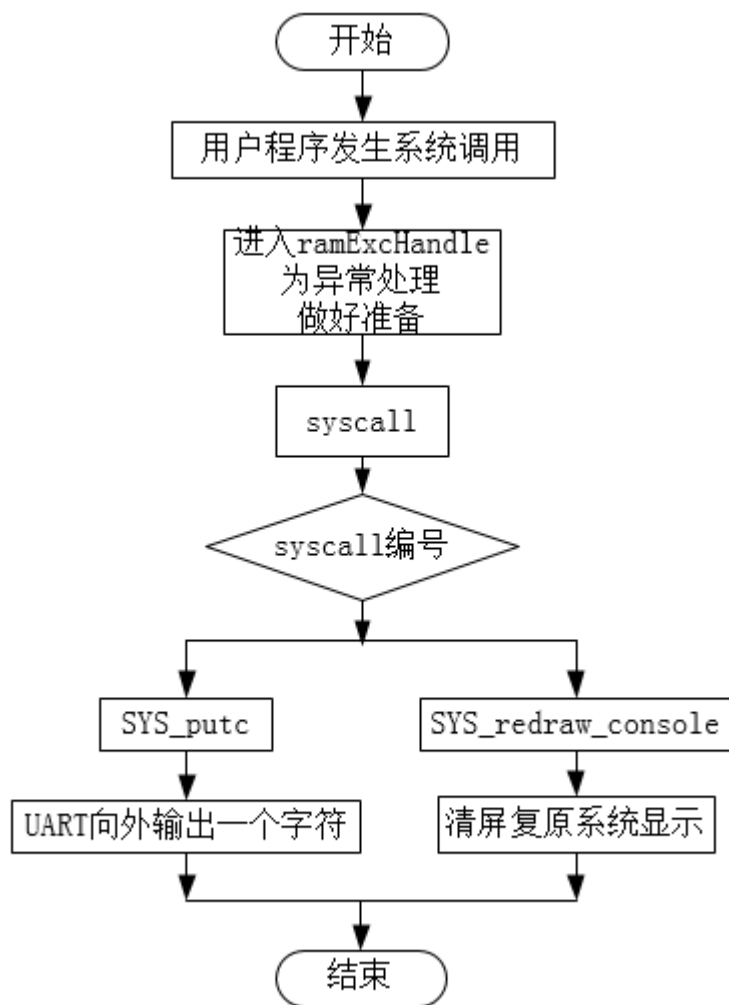 开始
用户程序发生系统调用
进入ramExcHandle
为异常处理
做好准备
syscall
syscall编号
SYS_putc
SYS_redraw_console
UART向外输出一个字符
清屏复原系统显示
结束